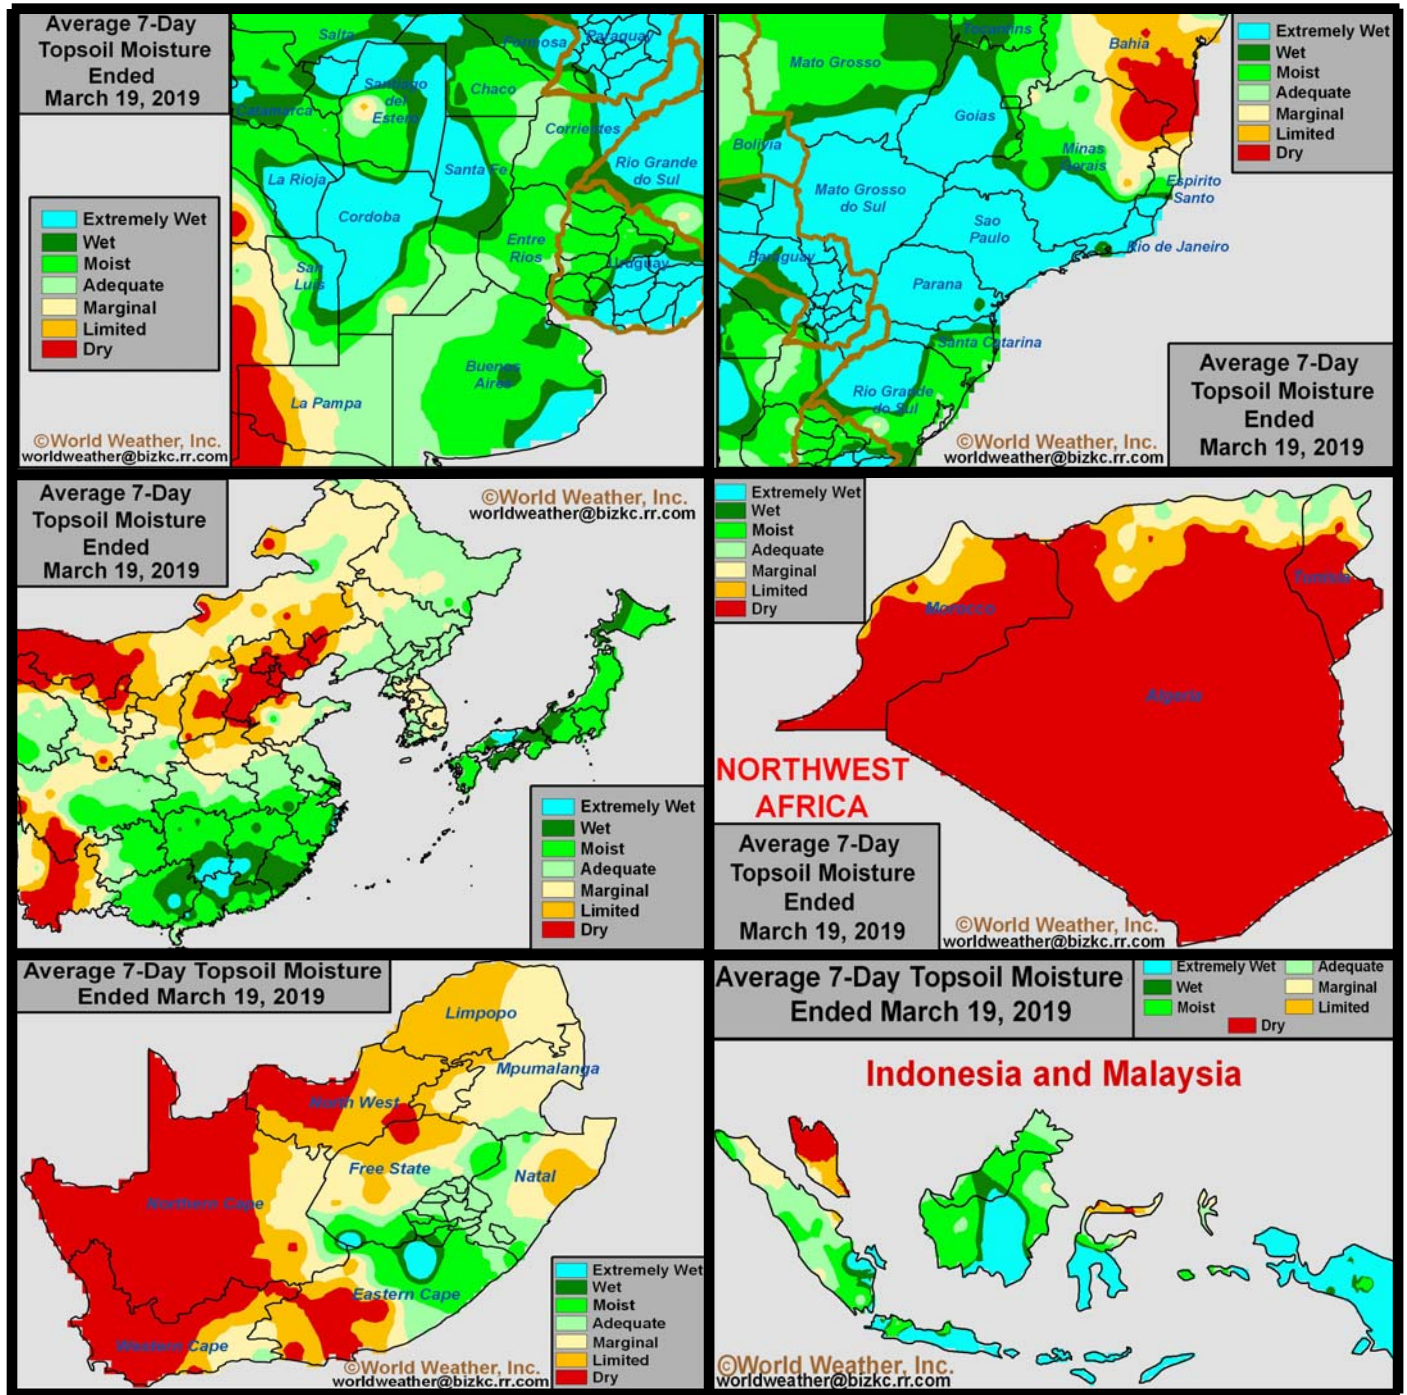 Average 7-Day
Topsoil Moisture
Ended
March 19, 2019
Salta
Formosa
Paraguay
Santiago
del
Estero
Chaco
Catamarca
Corrientes
Rio Grande
do Sul
La Rioja
Santa Fe
Cordoba
Entre
Rios
Uruguay
San
Luis
Buenos
Aires
La Pampa
Extremely Wet
Wet
Moist
Adequate
Marginal
Limited
Dry
©World Weather, Inc.
worldweather@bizkc.rr.com
Tocantins
Bahia
Mato Grosso
Goias
Bolivia
Minas
Gerais
Mato Grosso
do Sul
Espirito
Santo
Sao
Paulo
Rio de Janeiro
Paraguay
Parana
Santa Catarina
Rio Grande
do Sul
Extremely Wet
Wet
Moist
Adequate
Marginal
Limited
Dry
Average 7-Day
Topsoil Moisture
Ended
March 19, 2019
©World Weather, Inc.
worldweather@bizkc.rr.com
Average 7-Day
Topsoil Moisture
Ended
March 19, 2019
©World Weather, Inc.
worldweather@bizkc.rr.com
Extremely Wet
Wet
Moist
Adequate
Marginal
Limited
Dry
Extremely Wet
Wet
Moist
Adequate
Marginal
Limited
Dry
Morocco
Tunisia
Algeria
NORTHWEST
AFRICA
Average 7-Day
Topsoil Moisture
Ended
March 19, 2019
©World Weather, Inc.
worldweather@bizkc.rr.com
Average 7-Day Topsoil Moisture
Ended March 19, 2019
Limpopo
Mpumalanga
North West
Free State
Natal
Northern Cape
Eastern Cape
Western Cape
Extremely Wet
Wet
Moist
Adequate
Marginal
Limited
Dry
©World Weather, Inc.
worldweather@bizkc.rr.com
Average 7-Day Topsoil Moisture
Ended March 19, 2019
Extremely Wet
Adequate
Wet
Marginal
Moist
Limited
Dry
Indonesia and Malaysia
©World Weather, Inc.
worldweather@bizkc.rr.com